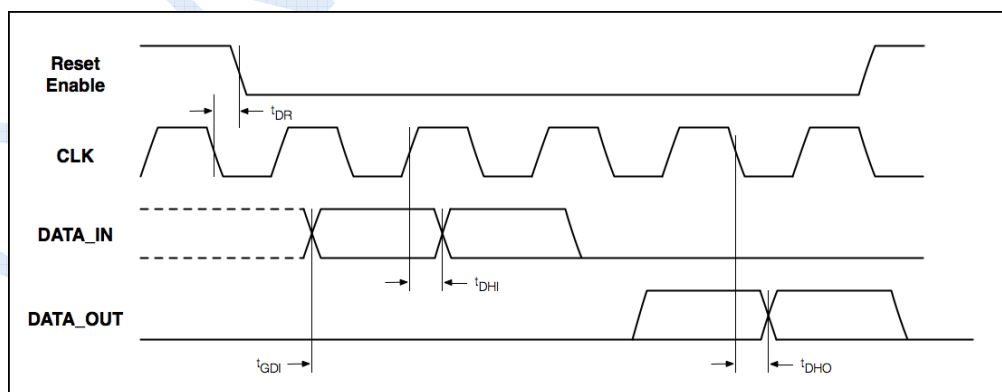 Reset
Enable
tDR
CLK
DATA_IN
tDHI
DATA_OUT
tGDI
tDHO